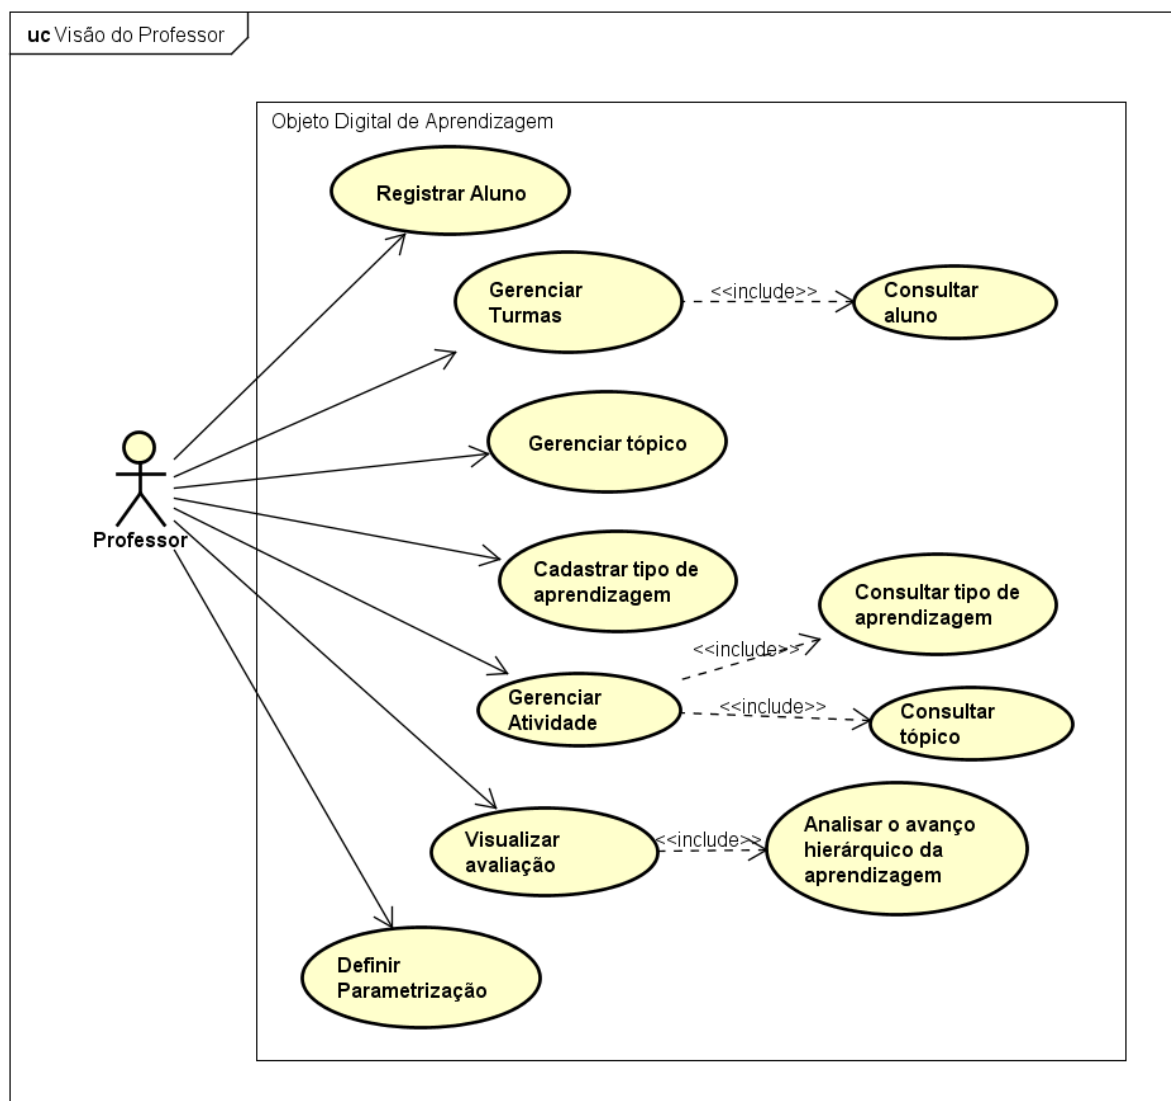 uc Visão do Professor
Objeto Digital de Aprendizagem
Registrar Aluno
Gerenciar
Turmas
<<include>>
Consultar
aluno
Gerenciar tópico
Professor
Cadastrar tipo de
aprendizagem
Consultar tipo de
aprendizagem
<<include>>
Gerenciar
Atividade
<<include>>
Consultar
tópico
Visualizar
avaliação
<<include>>
Analisar o avanço
hierárquico da
aprendizagem
Definir
Parametrização